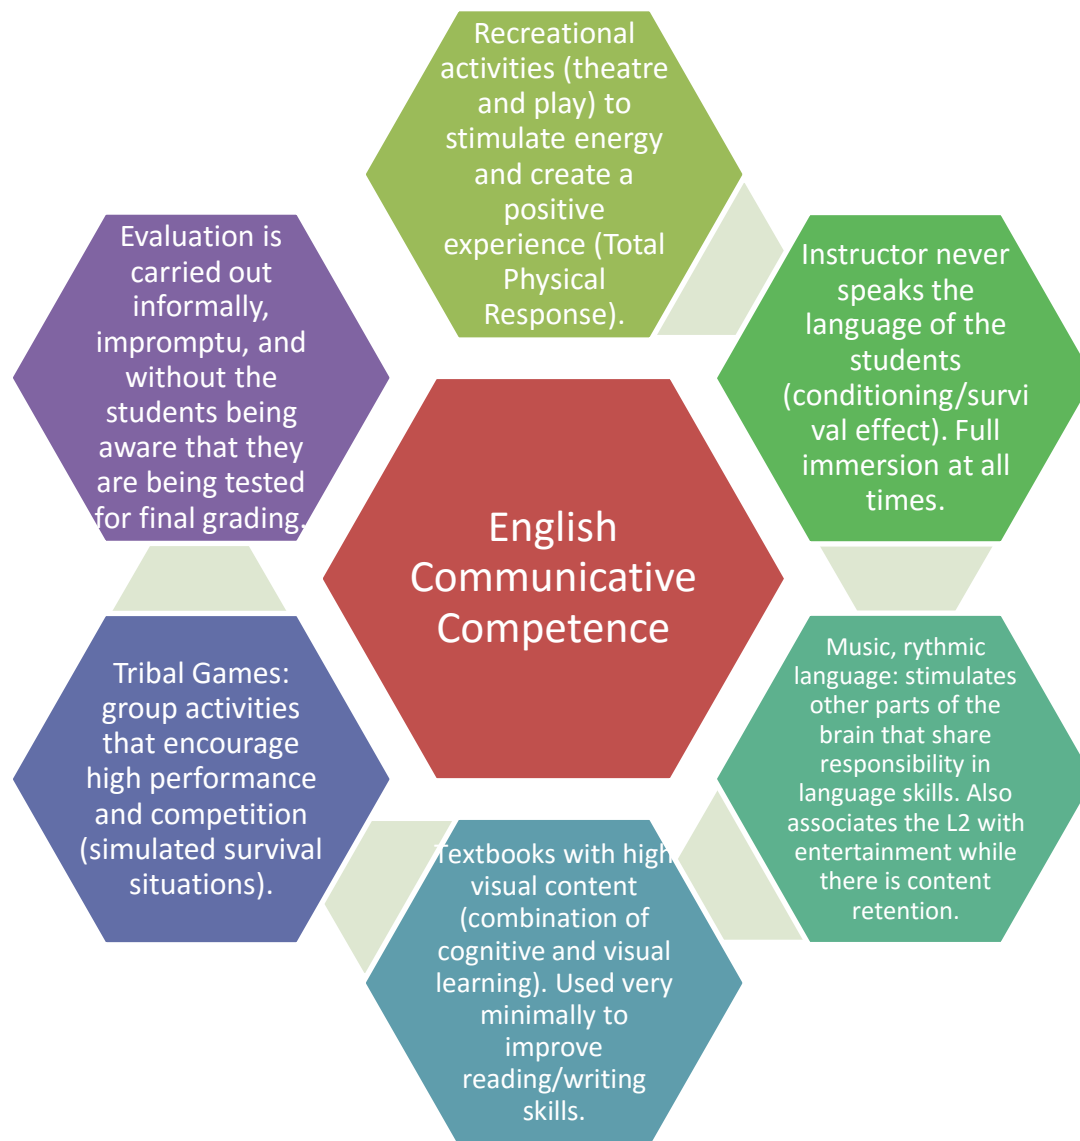 Recreational
activities (theatre
and play) to
stimulate energy
and create a
positive
experience (Total
Physical
Response).
Instructor never
speaks the
language of the
students
(conditioning/survi
val effect). Full
immersion at all
times.
Music, rythmic
language: stimulates
other parts of the
brain that share
responsibility in
language skills. Also
associates the L2 with
entertainment while
there is content
retention.
Textbooks with high
visual content
(combination of
cognitive and visual
learning). Used very
minimally to
improve
reading/writing
skills.
Tribal Games:
group activities
that encourage
high performance
and competition
(simulated survival
situations).
Evaluation is
carried out
informally,
impromptu, and
without the
students being
aware that they
are being tested
for final grading.
English
Communicative
Competence